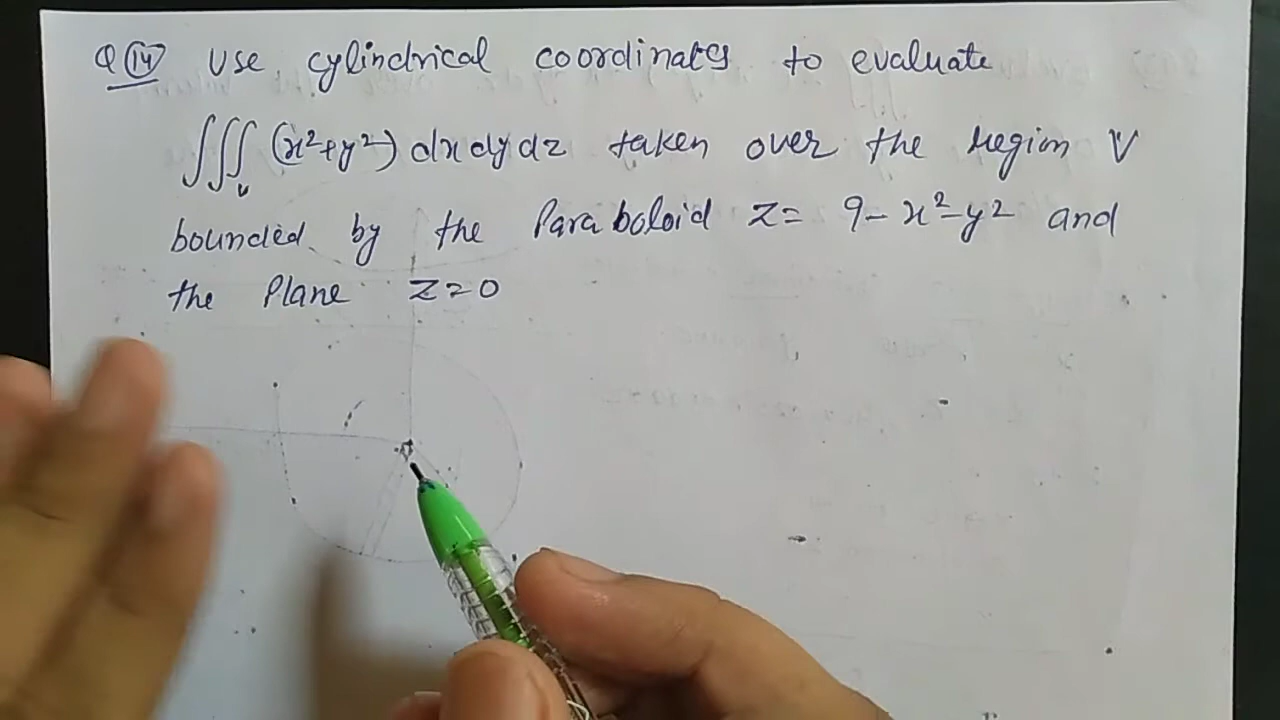 Q(14) Use cylindrical coordinates to evaluate
∭_V (x²+y²) dx dy dz taken over the region V
bounded by the Paraboloid z = 9-x²-y² and
the Plane z=0